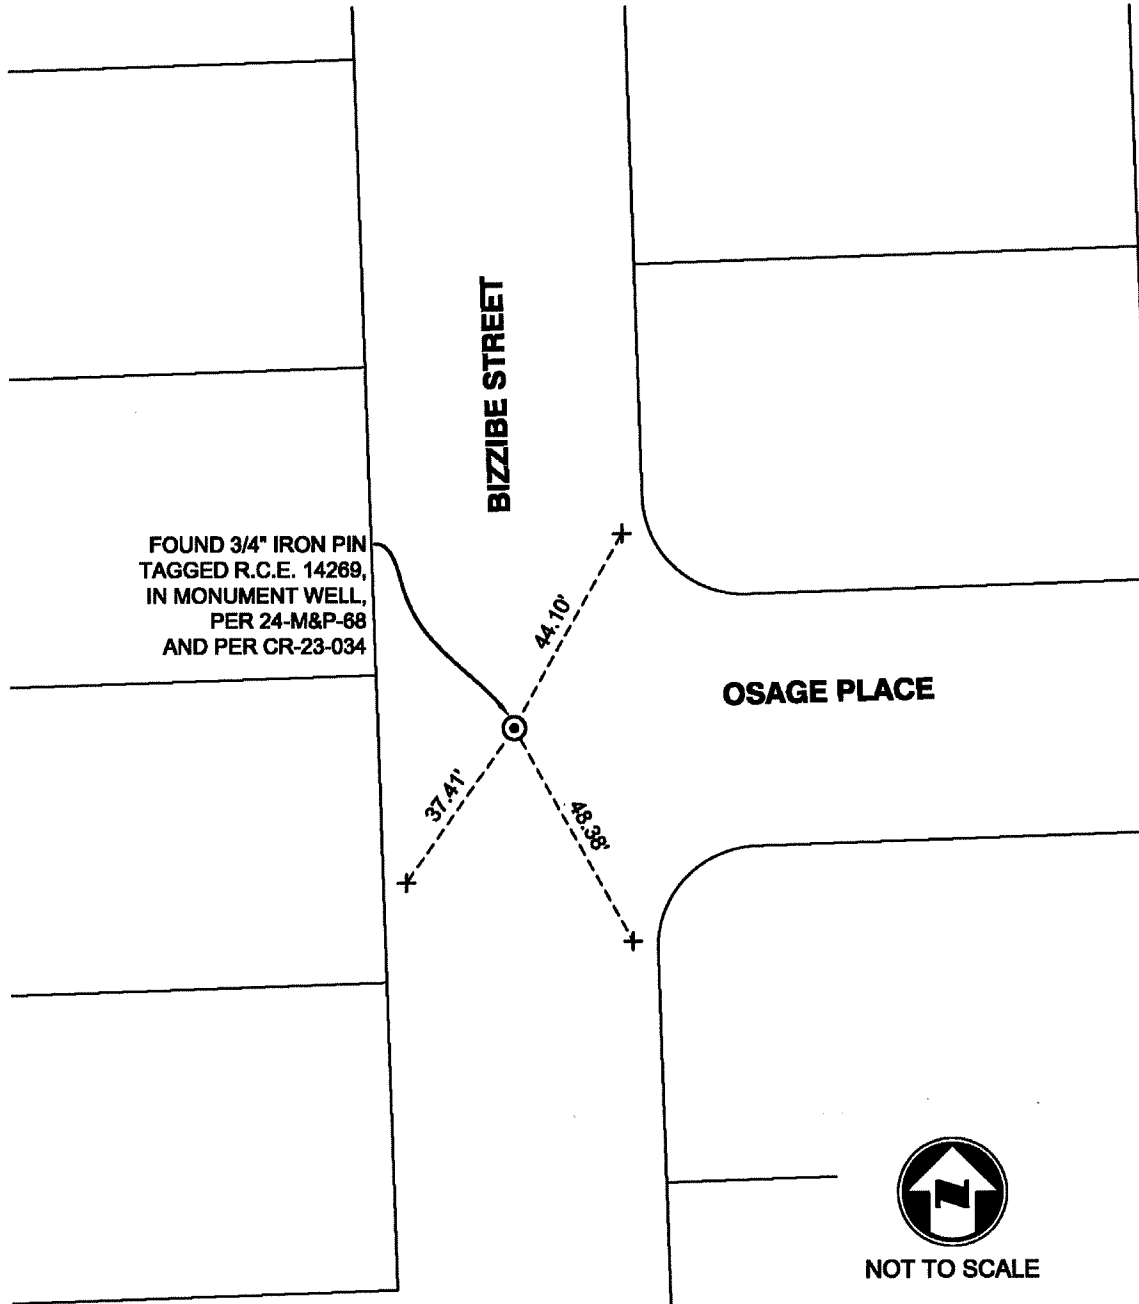 BIZZIBE STREET
FOUND 3/4" IRON PIN
TAGGED R.C.E. 14269,
IN MONUMENT WELL,
PER 24-M&P-68
AND PER CR-23-034
44.10'
OSAGE PLACE
37.41'
48.38'
N
NOT TO SCALE